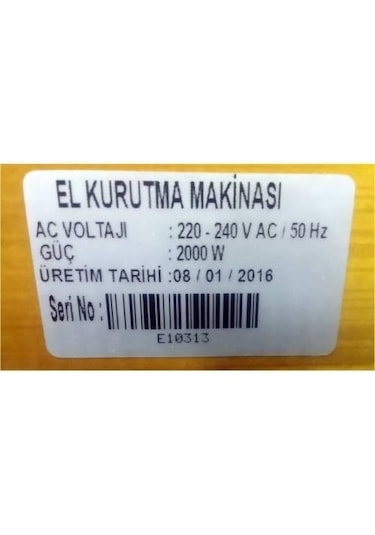 EL KURUTMA MAKİNASI
AC VOLTAJI : 220 - 240 V AC / 50 Hz
GÜÇ : 2000 W
ÜRETİM TARİHİ :08 / 01 / 2016
Seri No :
E10313